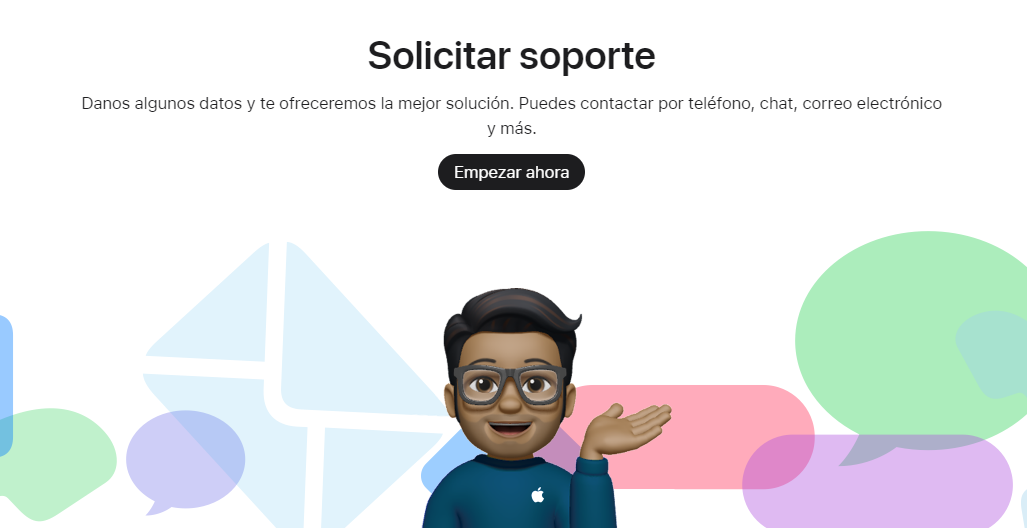 Solicitar soporte
Danos algunos datos y te ofreceremos la mejor solución. Puedes contactar por teléfono, chat, correo electrónico
y más.
Empezar ahora